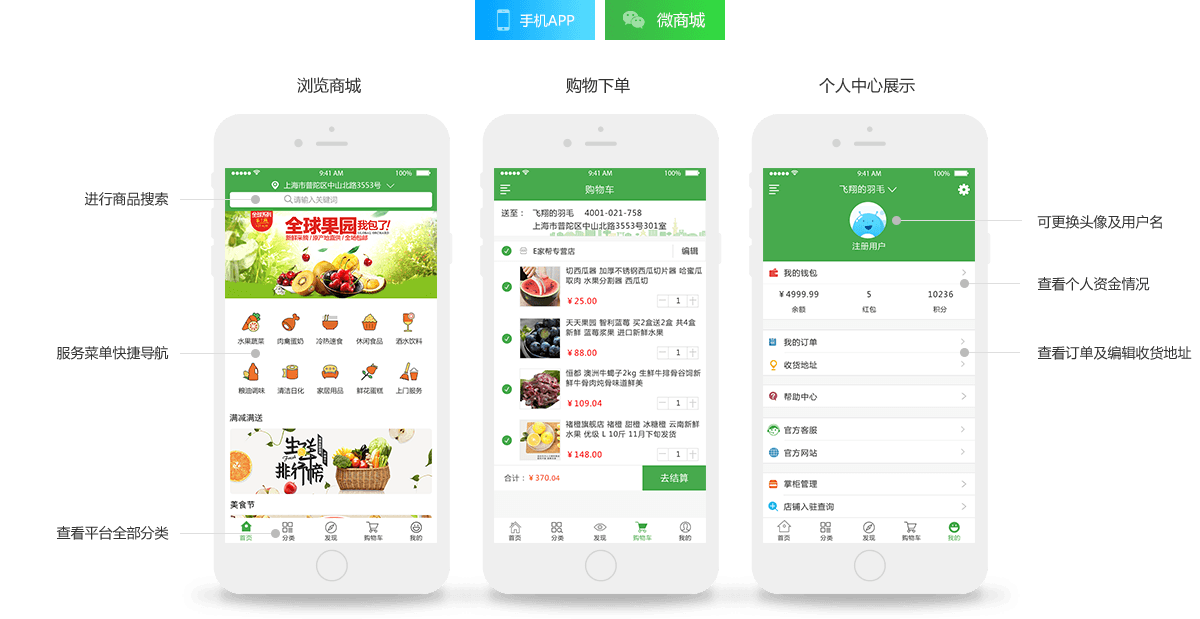 手机APP
微商城
浏览商城
购物下单
个人中心展示
进行商品搜索
服务菜单快捷导航
查看平台全部分类
9:41 AM
100%
上海市普陀区中山北路3553号
请输入关键词
全球果园 我包了!
新鲜采摘 / 原产地直供 / 全场包邮
水果蔬菜
肉禽蛋奶
冷热速食
休闲食品
酒水饮料
粮油调味
清洁日化
家居用品
鲜花蛋糕
上门服务
满减满送
生鲜
排行榜
美食节
首页
分类
发现
购物车
我的
9:41 AM
100%
购物车
送至： 飞翔的羽毛 4001-021-758
上海市普陀区中山北路3553号301室
E家帮专营店
编辑
切西瓜器 加厚不锈钢西瓜切片器 哈蜜瓜
取肉 水果分割器 西瓜切
￥25.00
1
天天果园 智利蓝莓 买2盒送2盒 共4盒
新鲜 蓝莓浆果 进口新鲜水果
￥88.00
1
恒都 澳洲牛蝎子2kg 生鲜牛排骨谷饲新
鲜牛骨肉炖骨味道鲜美
￥109.04
1
褚橙旗舰店 褚橙 甜橙 冰糖橙 云南新鲜
水果 优级 L 10斤 11月下旬发货
￥148.00
1
合计：￥370.04
去结算
首页
分类
发现
购物车
我的
9:41 AM
100%
飞翔的羽毛
注册用户
我的钱包
￥4999.99
5
10236
余额
红包
积分
我的订单
收货地址
帮助中心
官方客服
官方网站
掌柜管理
店铺入驻查询
首页
分类
发现
购物车
我的
可更换头像及用户名
查看个人资金情况
查看订单及编辑收货地址